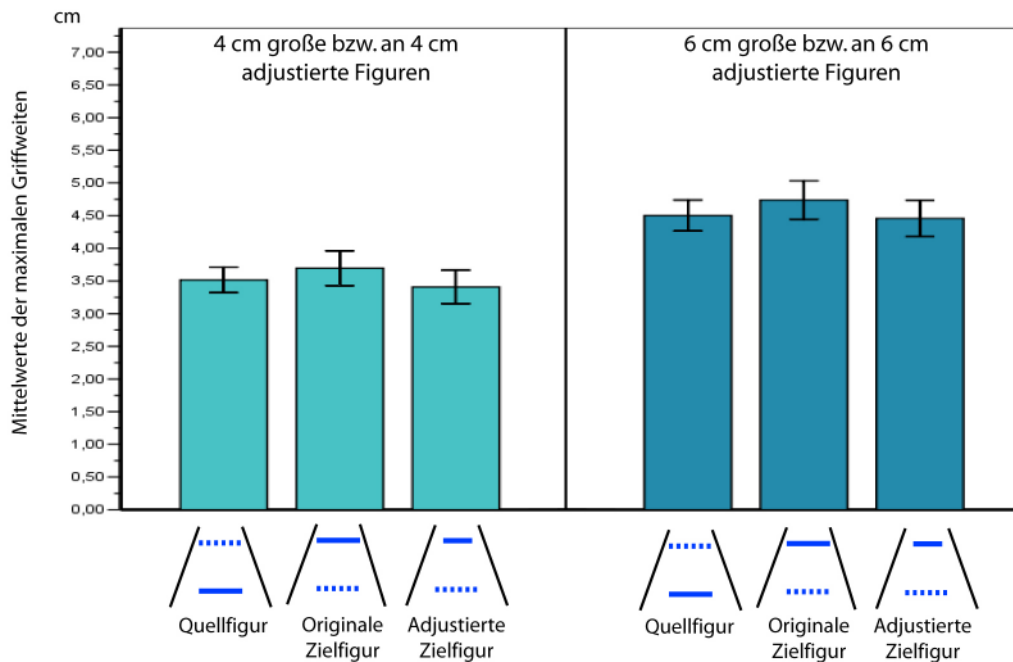 cm
4 cm große bzw. an 4 cm
adjustierte Figuren
6 cm große bzw. an 6 cm
adjustierte Figuren
Mittelwerte der maximalen Griffweiten
7,00
6,50
6,00
5,50
5,00
4,50
4,00
3,50
3,00
2,50
2,00
1,50
1,00
0,50
0,00
Quellfigur
Originale
Zielfigur
Adjustierte
Zielfigur
Quellfigur
Originale
Zielfigur
Adjustierte
Zielfigur